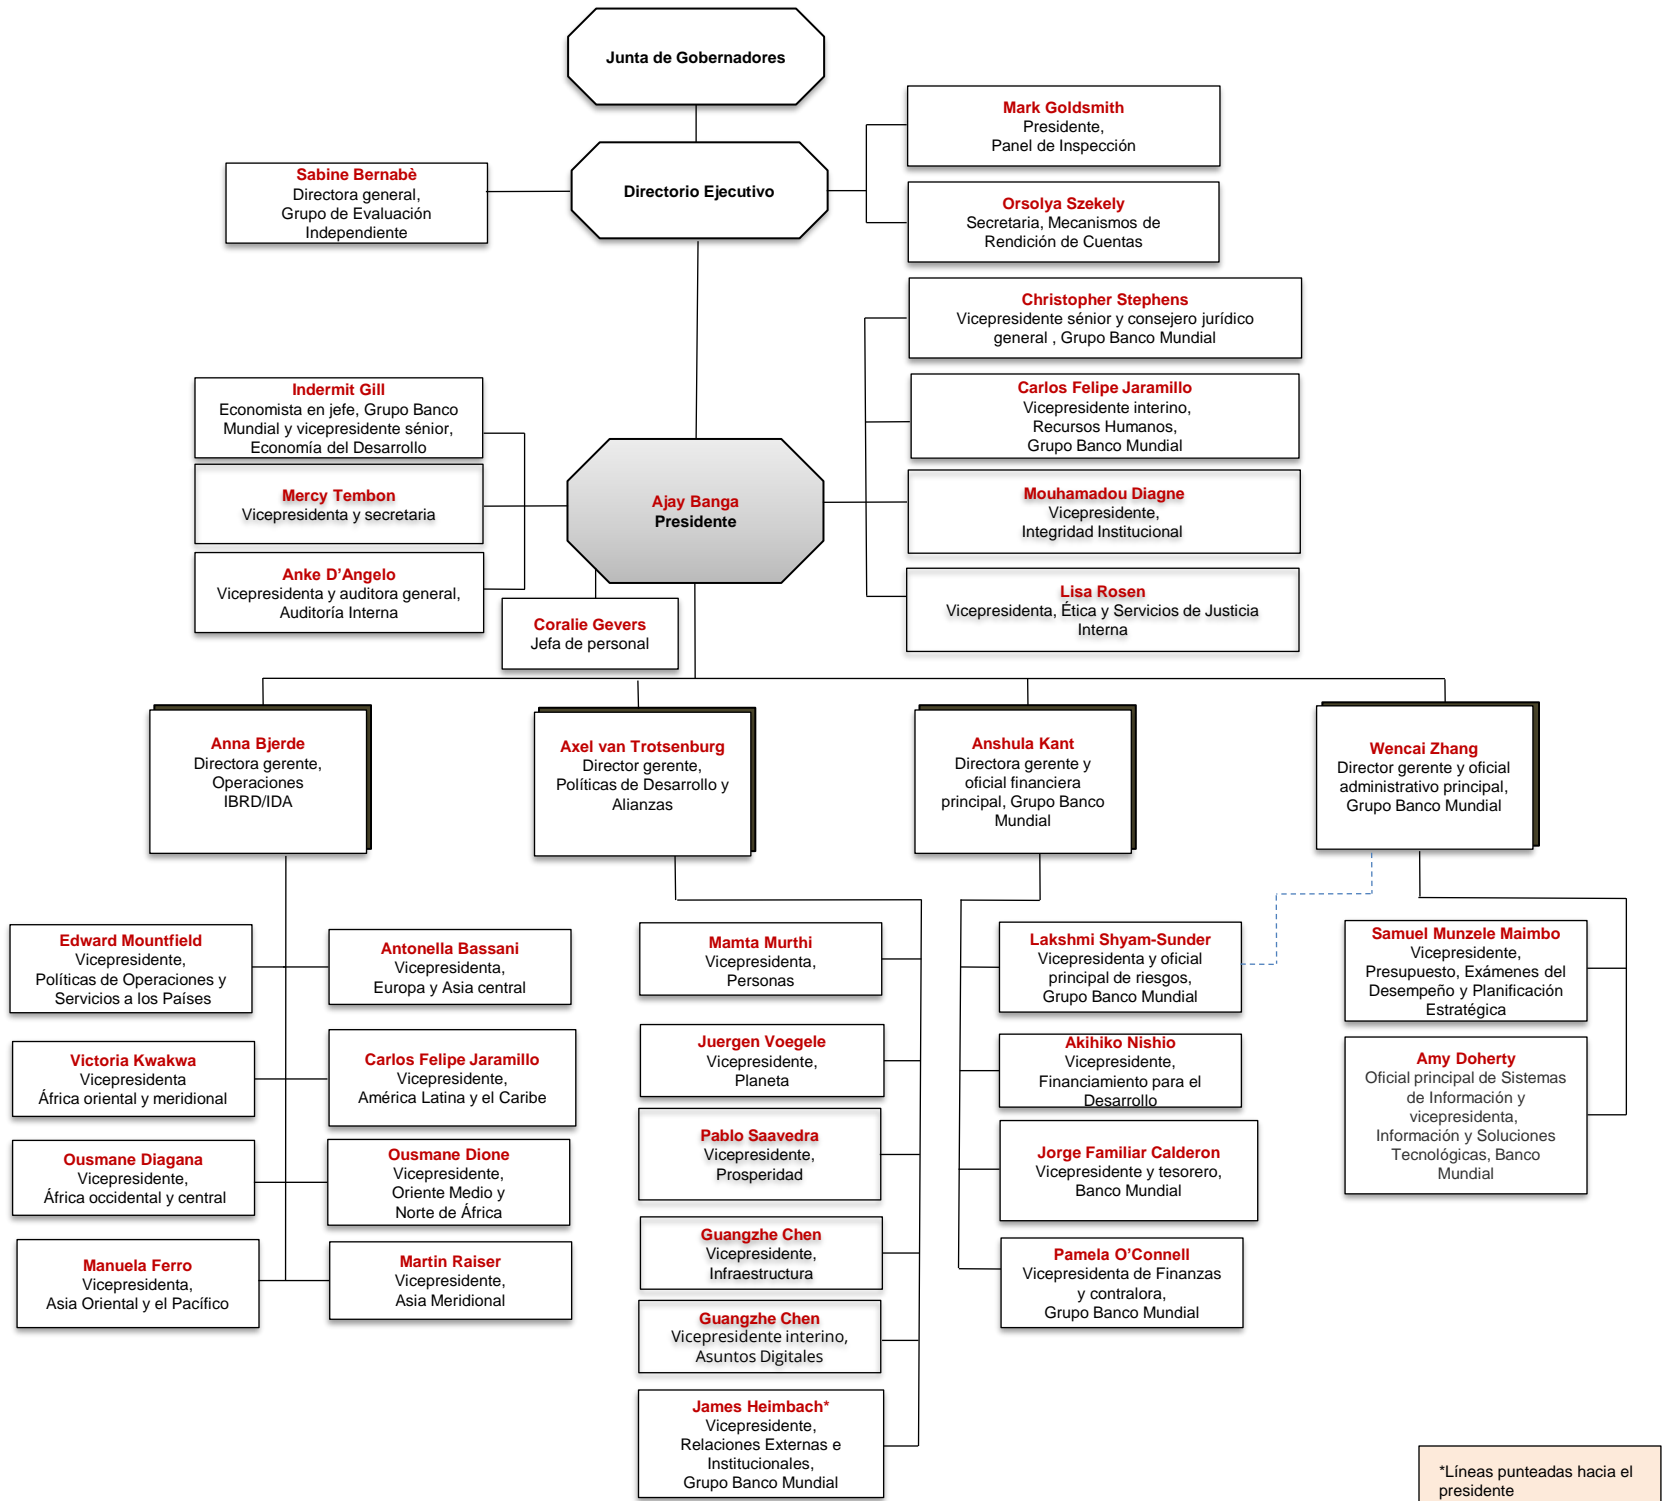 Junta de Gobernadores
Mark Goldsmith
Presidente,
Panel de Inspección
Sabine Bernabè
Directora general,
Grupo de Evaluación
Independiente
Directorio Ejecutivo
Orsolya Szekely
Secretaria, Mecanismos de
Rendición de Cuentas
Christopher Stephens
Vicepresidente sénior y consejero jurídico
general , Grupo Banco Mundial
Indermit Gill
Economista en jefe, Grupo Banco
Mundial y vicepresidente sénior,
Economía del Desarrollo
Carlos Felipe Jaramillo
Vicepresidente interino,
Recursos Humanos,
Grupo Banco Mundial
Mercy Tembon
Vicepresidenta y secretaria
Ajay Banga
Presidente
Mouhamadou Diagne
Vicepresidente,
Integridad Institucional
Anke D'Angelo
Vicepresidenta y auditora general,
Auditoría Interna
Coralie Gevers
Jefa de personal
Lisa Rosen
Vicepresidenta, Ética y Servicios de Justicia
Interna
Anna Bjerde
Directora gerente,
Operaciones
IBRD/IDA
Axel van Trotsenburg
Director gerente,
Políticas de Desarrollo y
Alianzas
Anshula Kant
Directora gerente y
oficial financiera
principal, Grupo Banco
Mundial
Wencai Zhang
Director gerente y oficial
administrativo principal,
Grupo Banco Mundial
Edward Mountfield
Vicepresidente,
Políticas de Operaciones y
Servicios a los Países
Antonella Bassani
Vicepresidenta,
Europa y Asia central
Victoria Kwakwa
Vicepresidenta
África oriental y meridional
Carlos Felipe Jaramillo
Vicepresidente,
América Latina y el Caribe
Ousmane Diagana
Vicepresidente,
África occidental y central
Ousmane Dione
Vicepresidente,
Oriente Medio y
Norte de África
Manuela Ferro
Vicepresidenta,
Asia Oriental y el Pacífico
Martin Raiser
Vicepresidente,
Asia Meridional
Mamta Murthi
Vicepresidenta,
Personas
Juergen Voegele
Vicepresidente,
Planeta
Pablo Saavedra
Vicepresidente,
Prosperidad
Guangzhe Chen
Vicepresidente,
Infraestructura
Guangzhe Chen
Vicepresidente interino,
Asuntos Digitales
James Heimbach*
Vicepresidente,
Relaciones Externas e
Institucionales,
Grupo Banco Mundial
Lakshmi Shyam-Sunder
Vicepresidenta y oficial
principal de riesgos,
Grupo Banco Mundial
Akihiko Nishio
Vicepresidente,
Financiamiento para el
Desarrollo
Jorge Familiar Calderon
Vicepresidente y tesorero,
Banco Mundial
Pamela O'Connell
Vicepresidenta de Finanzas
y contralora,
Grupo Banco Mundial
Samuel Munzele Maimbo
Vicepresidente,
Presupuesto, Exámenes del
Desempeño y Planificación
Estratégica
Amy Doherty
Oficial principal de Sistemas
de Información y
vicepresidenta,
Información y Soluciones
Tecnológicas, Banco
Mundial
*Líneas punteadas hacia el
presidente